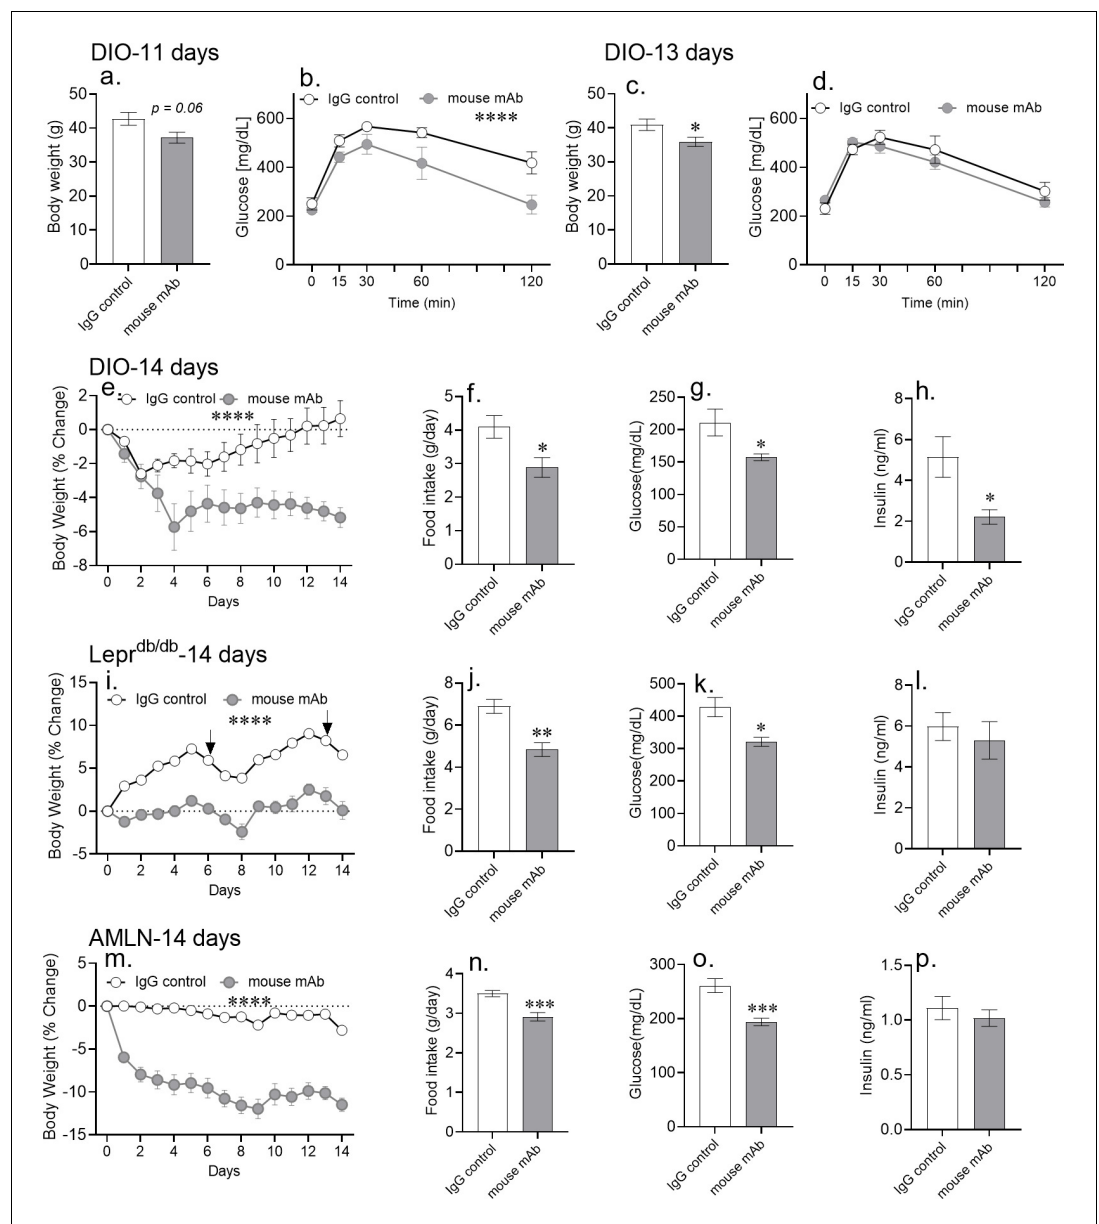 DIO-11 days
DIO-13 days
a.
b.
c.
d.
Body weight (g)
50
40
30
20
10
0
p = 0.06
IgG control
mouse mAb
Glucose [mg/dL]
IgG control
mouse mAb
****
600
400
200
0
0 15 30 60 120
Time (min)
Body weight (g)
50
40
30
20
10
0
*
IgG control
mouse mAb
Glucose [mg/dL]
IgG control
mouse mAb
600
400
200
0
0 15 30 60 120
Time (min)
DIO-14 days
e.
IgG control
mouse mAb
****
Body Weight (% Change)
2
0
-2
-4
-6
-8
0 2 4 6 8 10 12 14
Days
f.
Food intake (g/day)
5
4
3
2
1
0
*
IgG control
mouse mAb
g.
Glucose(mg/dL)
250
200
150
100
50
0
*
IgG control
mouse mAb
h.
Insulin (ng/ml)
8
6
4
2
0
*
IgG control
mouse mAb
Lepr^db/db-14 days
i.
IgG control
mouse mAb
****
Body Weight (% Change)
15
10
5
0
-5
0 2 4 6 8 10 12 14
Days
j.
Food intake (g/day)
8
6
4
2
0
**
IgG control
mouse mAb
k.
Glucose(mg/dL)
500
400
300
200
100
0
*
IgG control
mouse mAb
l.
Insulin (ng/ml)
8
6
4
2
0
IgG control
mouse mAb
AMLN-14 days
m.
IgG control
mouse mAb
****
Body Weight (% Change)
5
0
-5
-10
-15
0 2 4 6 8 10 12 14
Days
n.
Food intake (g/day)
4
3
2
1
0
***
IgG control
mouse mAb
o.
Glucose(mg/dL)
300
200
100
0
***
IgG control
mouse mAb
p.
Insulin (ng/ml)
1.5
1.0
0.5
0.0
IgG control
mouse mAb